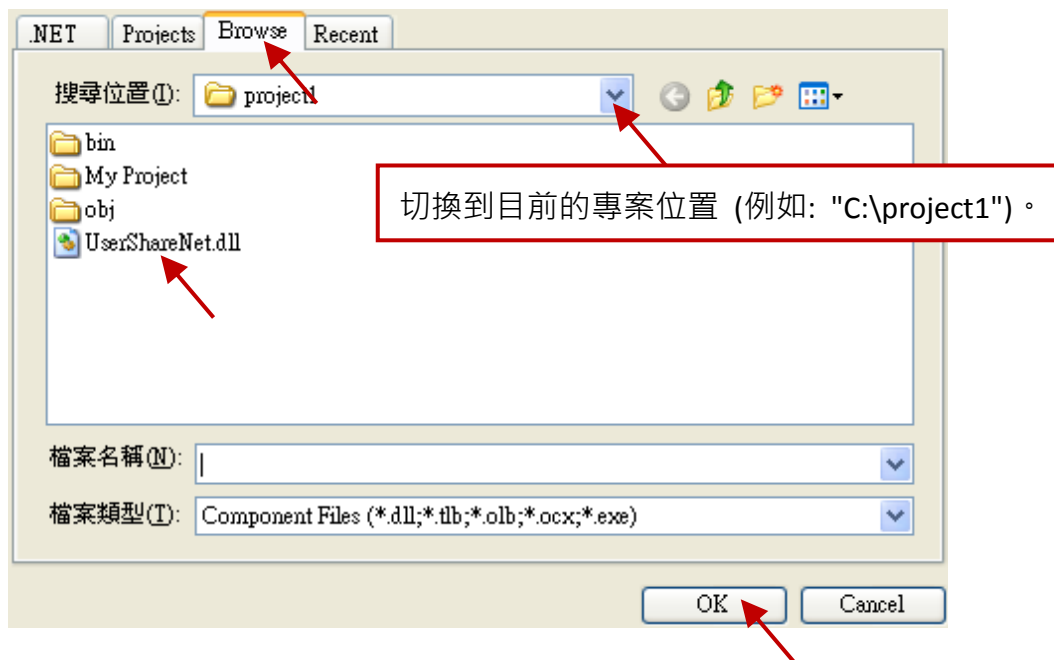 .NET Projects Browse Recent
搜尋位置(I): project1
bin
My Project
obj
UserShareNet.dll
切換到目前的專案位置 (例如: "C:\project1")。
檔案名稱(N):
檔案類型(T): Component Files (*.dll;*.tlb;*.olb;*.ocx;*.exe)
OK Cancel